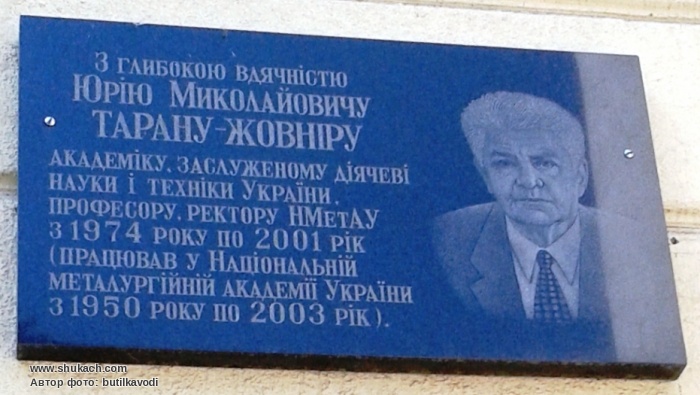 З ГЛИБОКОЮ ВДЯЧНІСТЮ
ЮРІЮ МИКОЛАЙОВИЧУ
ТАРАНУ-ЖОВНІРУ
АКАДЕМІКУ, ЗАСЛУЖЕНОМУ ДІЯЧЕВІ
НАУКИ І ТЕХНІКИ УКРАЇНИ,
ПРОФЕСОРУ, РЕКТОРУ НМетАУ
З 1974 РОКУ ПО 2001 РІК
(ПРАЦЮВАВ У НАЦІОНАЛЬНІЙ
МЕТАЛУРГІЙНІЙ АКАДЕМІЇ УКРАЇНИ
З 1950 РОКУ ПО 2003 РІК).
www.shukach.com
Автор фото: butilkavodi